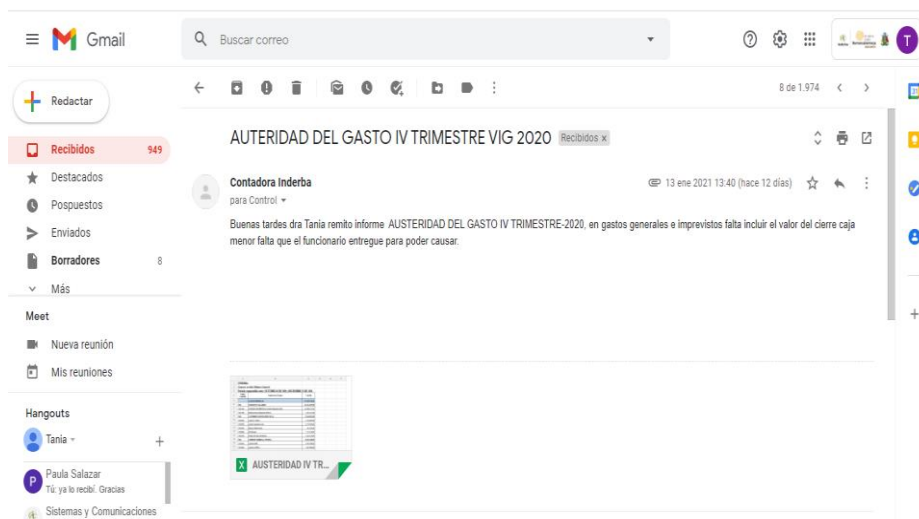 Gmail
Buscar correo
T
Redactar
8 de 1.974
Recibidos 949
Destacados
Pospuestos
Enviados
Borradores 8
Más
Meet
Nueva reunión
Mis reuniones
Hangouts
Tania
P Paula Salazar
Tú: ya lo recibí. Gracias
Sistemas y Comunicaciones
AUTERIDAD DEL GASTO IV TRIMESTRE VIG 2020 Recibidos x
Contadora Inderba 13 ene 2021 13:40 (hace 12 días)
para Control
Buenas tardes dra Tania remito informe AUSTERIDAD DEL GASTO IV TRIMESTRE-2020, en gastos generales e imprevistos falta incluir el valor del cierre caja
menor falta que el funcionario entregue para poder causar.
X AUSTERIDAD IV TR...